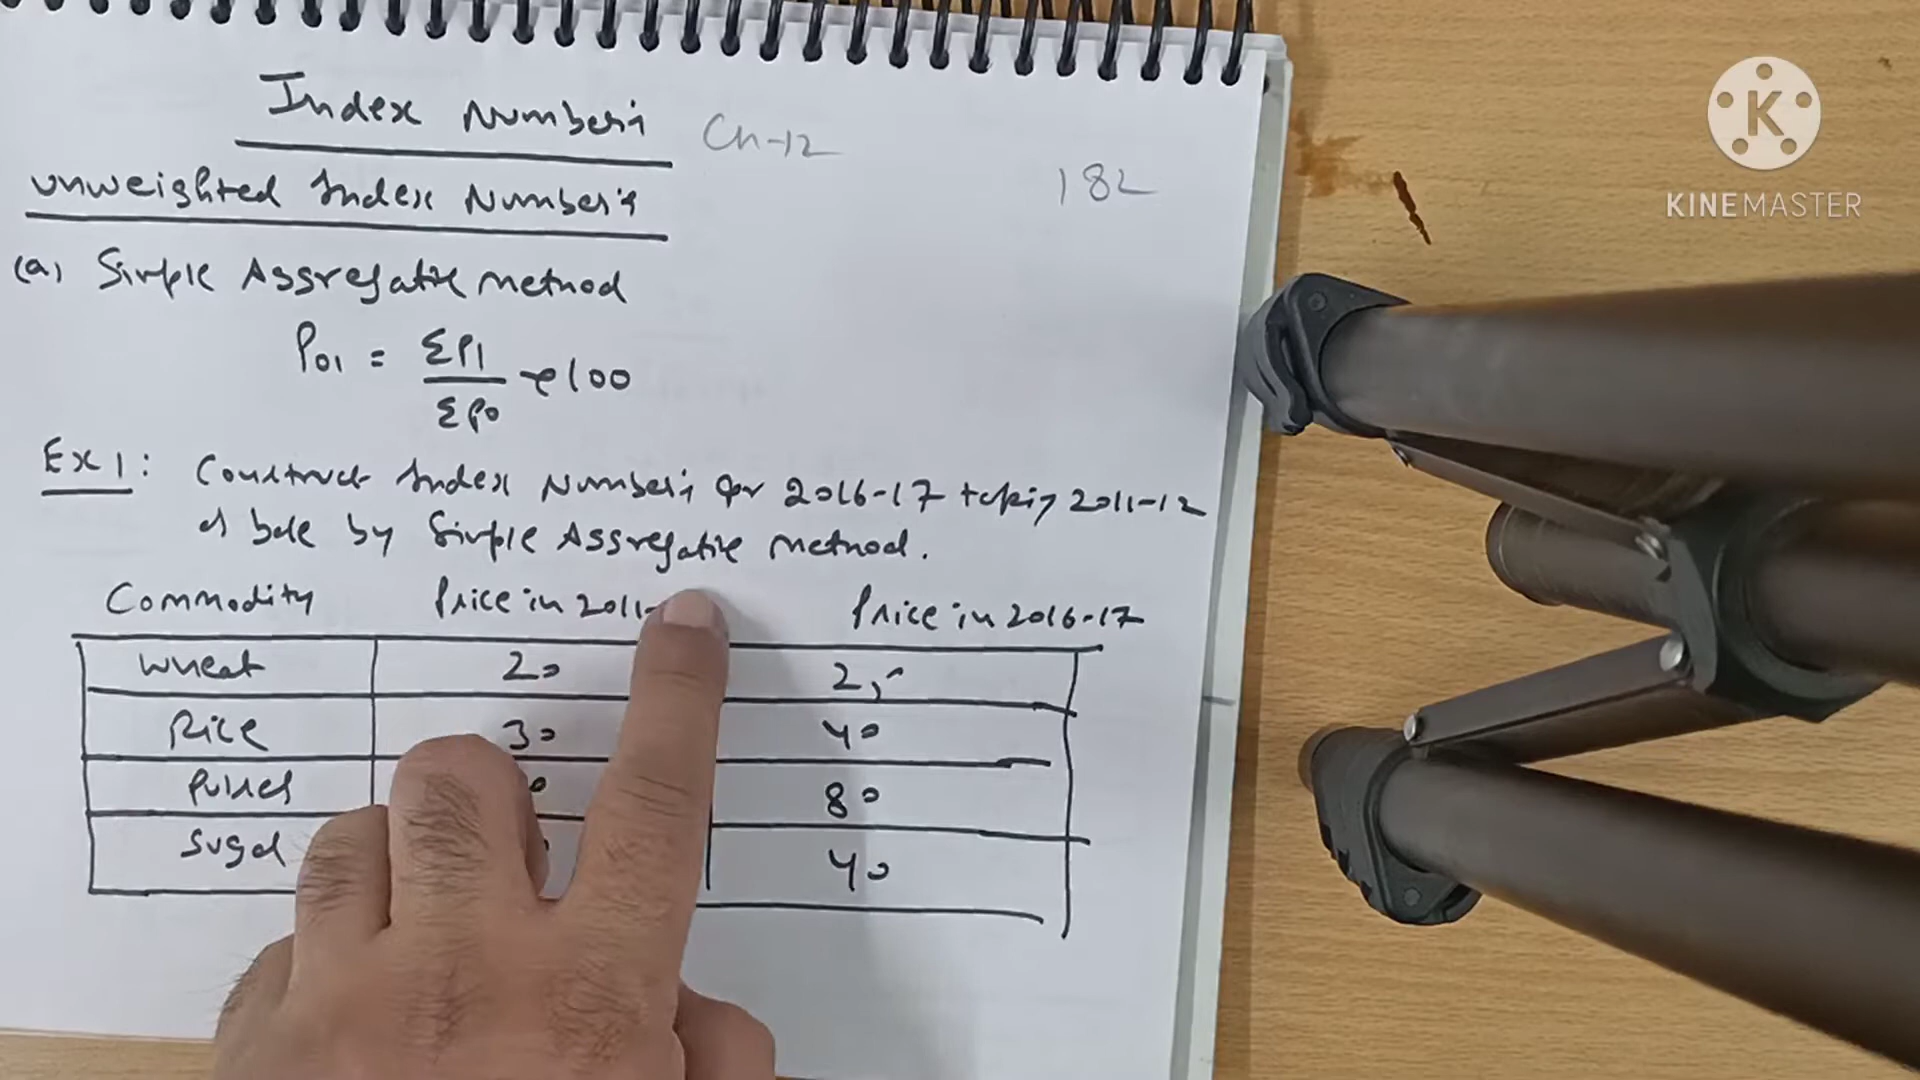 Index Numbers Ch-12
182
unweighted Index Numbers
(a) Simple Aggregative method
P01 = ΣP1 / ΣP0 × 100
Ex 1: Construct Index Numbers for 2016-17 taking 2011-12
as base by Simple Aggregative method.
Commodity Price in 2011- Price in 2016-17
Wheat 20 25
Rice 30 40
Pulses 80
Sugar 40
KINEMASTER